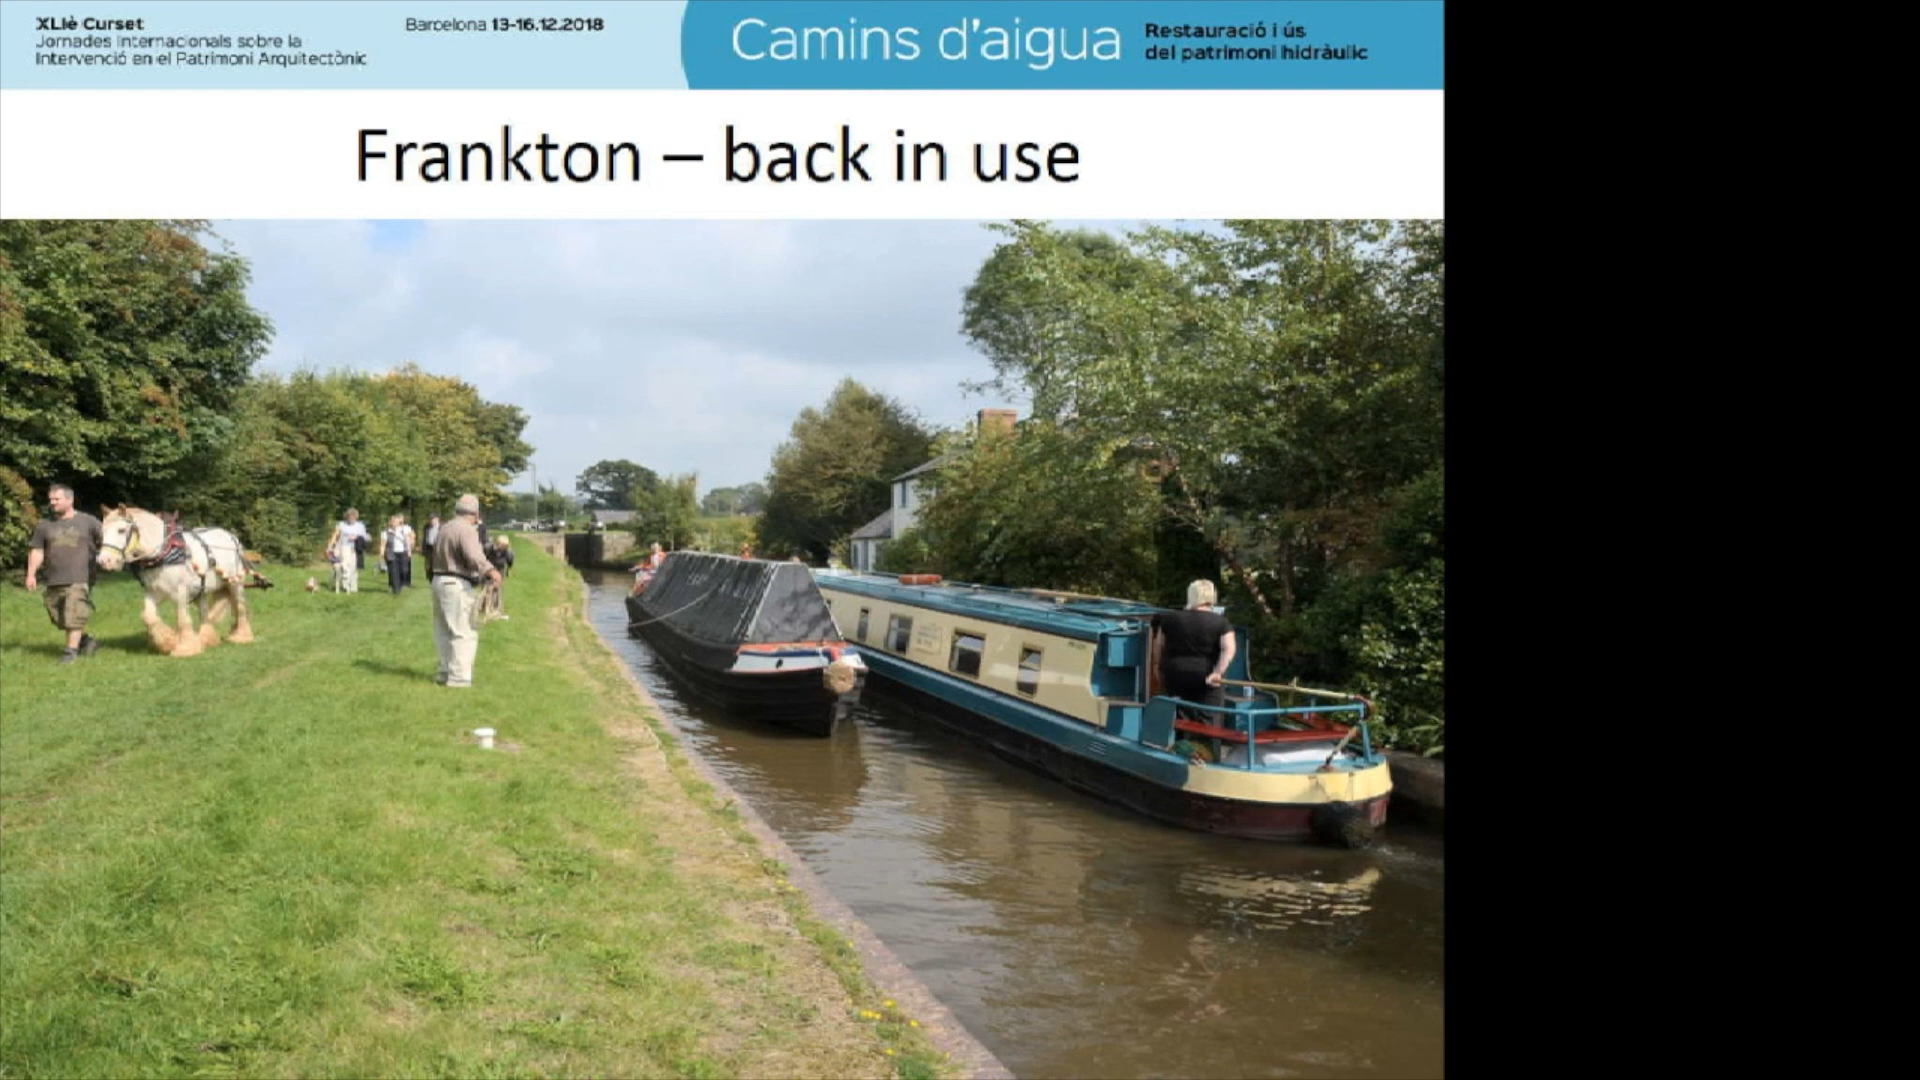 XLIè Curset
Jornades Internacionals sobre la
Intervenció en el Patrimoni Arquitectònic
Barcelona 13-16.12.2018
Camins d'aigua
Restauració i ús
del patrimoni hidràulic
Frankton – back in use